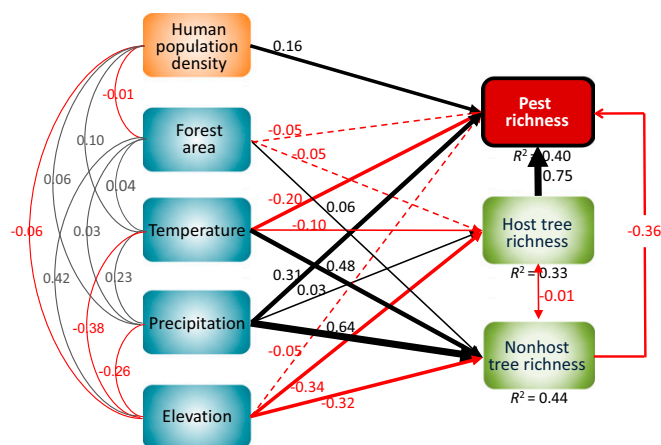 Human
population
density
0.16
-0.01
Pest
richness
Forest
area
-0.05
0.10
-0.05
R² = 0.40
0.75
0.04
0.06
-0.20
0.06
-0.06
Temperature
-0.10
Host tree
richness
-0.36
0.03
0.48
0.42
0.23
0.31
R² = 0.33
0.03
-0.01
-0.38
Precipitation
0.64
Nonhost
tree richness
-0.05
-0.26
-0.34
R² = 0.44
-0.32
Elevation